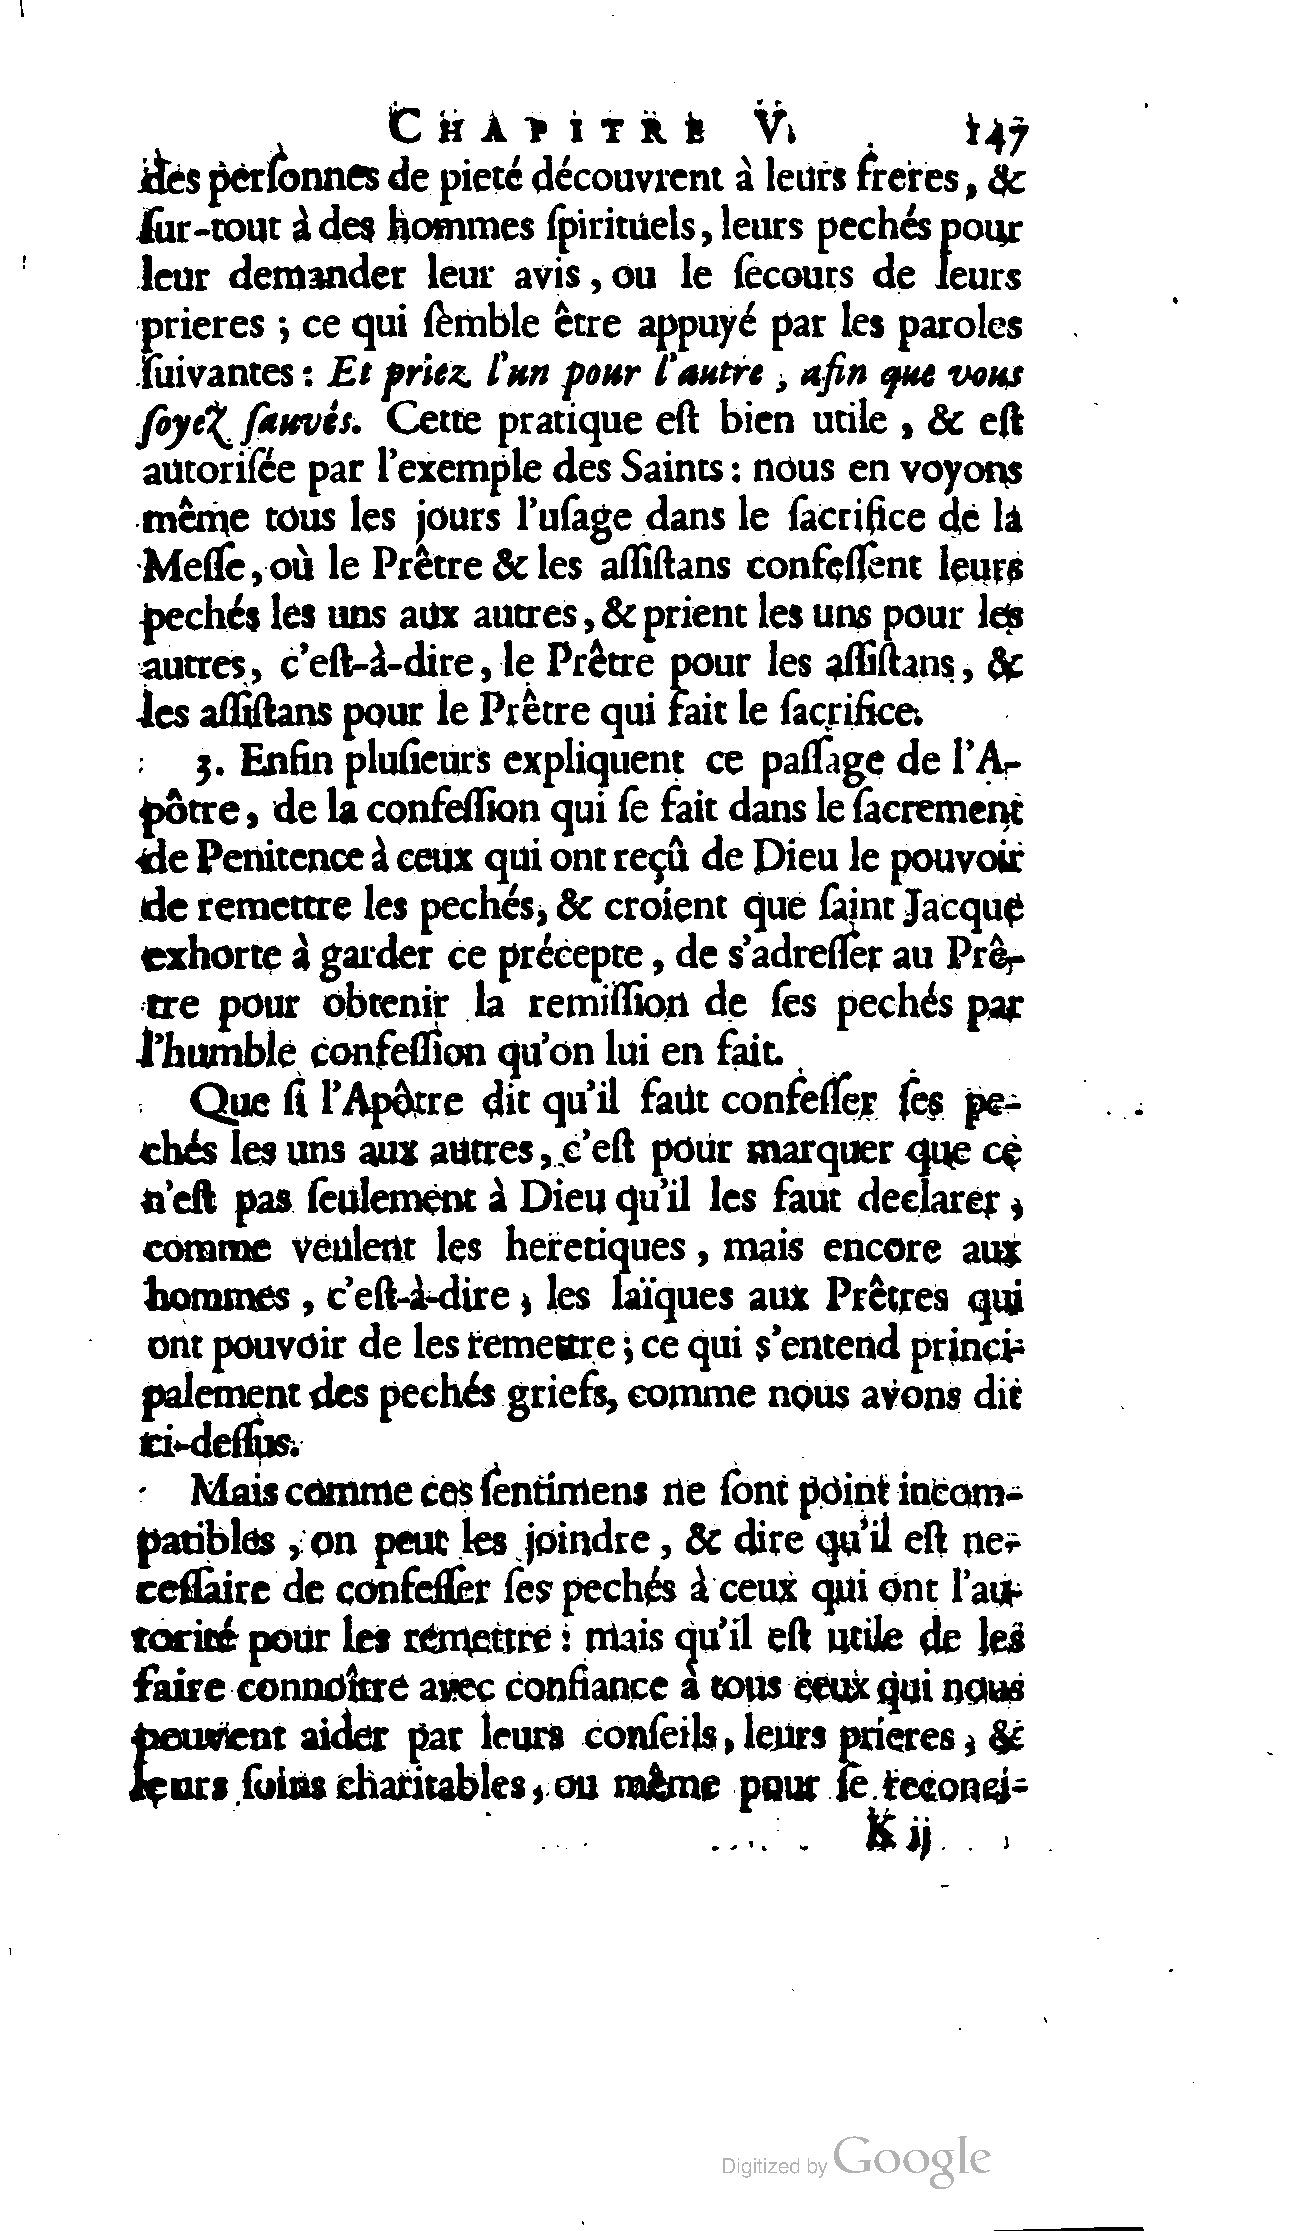 CHAPITRE V. 147
des perſonnes de pieté découvrent à leurs freres, &
ſur-tout à des hommes ſpirituels, leurs pechés pour
leur demander leur avis, ou le ſecours de leurs
prieres ; ce qui ſemble être appuyé par les paroles
ſuivantes : Et priez l'un pour l'autre, afin que vous
ſoyez ſauvés. Cette pratique eſt bien utile, & eſt
autoriſée par l'exemple des Saints : nous en voyons
même tous les jours l'uſage dans le ſacrifice de la
Meſſe, où le Prêtre & les aſſiſtans confeſſent leurs
pechés les uns aux autres, & prient les uns pour les
autres, c'eſt-à-dire, le Prêtre pour les aſſiſtans, &
les aſſiſtans pour le Prêtre qui fait le ſacrifice.
3. Enfin pluſieurs expliquent ce paſſage de l'A-
pôtre, de la confeſſion qui ſe fait dans le ſacrement
de Penitence à ceux qui ont reçû de Dieu le pouvoir
de remettre les pechés, & croient que ſaint Jacque
exhorte à garder ce précepte, de s'adreſſer au Prê-
tre pour obtenir la remiſſion de ſes pechés par
l'humble confeſſion qu'on lui en fait.
Que ſi l'Apôtre dit qu'il faut confeſſer ſes pe-
chés les uns aux autres, c'eſt pour marquer que ce
n'eſt pas ſeulement à Dieu qu'il les faut declarer,
comme veulent les heretiques, mais encore aux
hommes, c'eſt-à-dire, les laïques aux Prêtres qui
ont pouvoir de les remettre ; ce qui s'entend princi-
palement des pechés griefs, comme nous avons dit
ci-deſſus.
Mais comme ces ſentimens ne ſont point incom-
patibles, on peut les joindre, & dire qu'il eſt ne-
ceſſaire de confeſſer ſes pechés à ceux qui ont l'au-
torité pour les remettre : mais qu'il eſt utile de les
faire connoître avec confiance à tous ceux qui nous
peuvent aider par leurs conſeils, leurs prieres, &
leurs ſoins charitables, ou même pour ſe reconci-
K ij
Digitized by Google